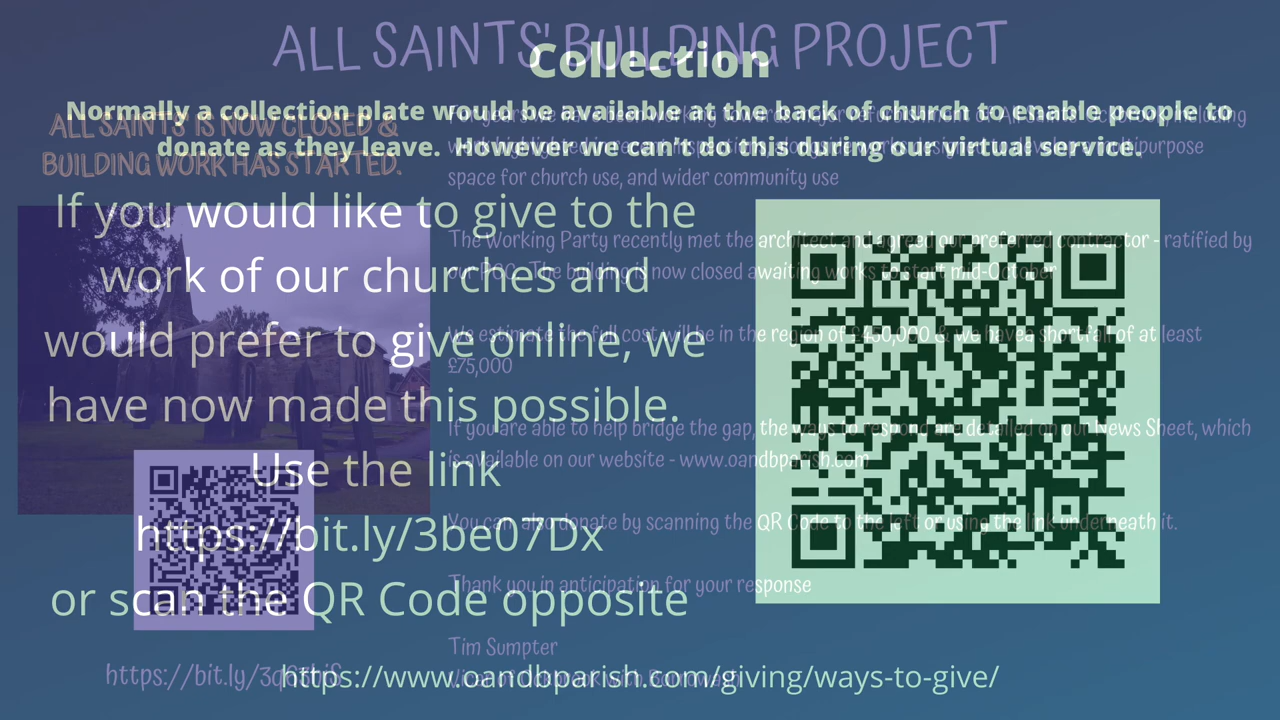 ALL SAINTS' BUILDING PROJECT
Collection
Normally a collection plate would be available at the back of church to enable people to
donate as they leave. However we can't do this during our virtual service.
ALL SAINTS IS NOW CLOSED &
BUILDING WORK HAS STARTED.
If you would like to give to the
work of our churches and
would prefer to give online, we
have now made this possible.
Use the link
https://bit.ly/3be07Dx
or scan the QR Code opposite
space for church use, and wider community use
The Working Party recently met the architect and agreed our preferred contractor - ratified by
our PCC. The building is now closed awaiting works to start mid-October
We estimate the full cost will be in the region of £450,000 & we have a shortfall of at least
£75,000
If you are able to help bridge the gap, the ways to respond are detailed on our News Sheet, which
is available on our website - www.oandbparish.com
You can also donate by scanning the QR Code to the left or using the link underneath it.
Thank you in anticipation for your response
Tim Sumpter
https://www.oandbparish.com/giving/ways-to-give/